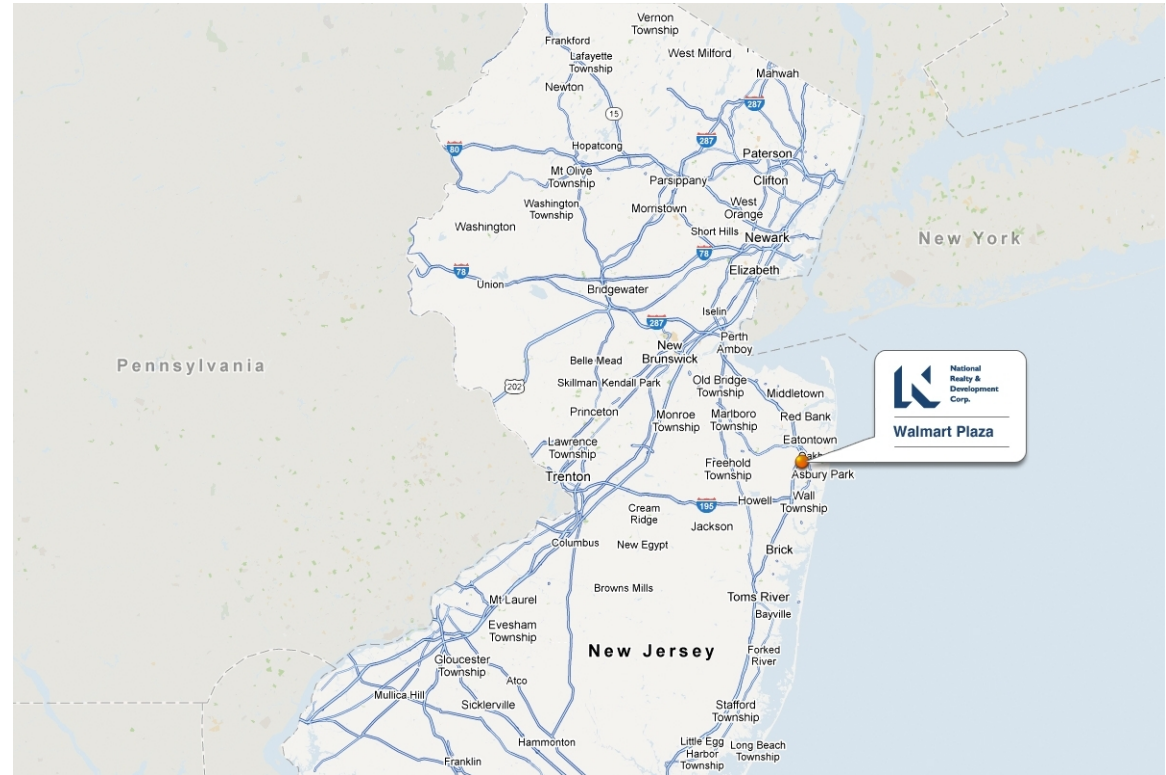 Vernon
Township
Frankford
West Milford
Lafayette
Township
Mahwah
Newton
287
15
287
80
Hopatcong
Paterson
Mt Olive
Township
Parsippany
Clifton
Washington
Township
Morristown
West
Orange
Washington
Short Hills
Newark
New York
78
78
Elizabeth
Union
Bridgewater
Iselin
287
Perth
Amboy
New
Brunswick
Belle Mead
Pennsylvania
Skillman
Kendall Park
202
Old Bridge
Township
Middletown
National
Realty &
Development
Corp.
Walmart Plaza
Princeton
Monroe
Township
Marlboro
Township
Red Bank
Lawrence
Township
Eatontown
Freehold
Township
Asbury Park
Trenton
195
Howell
Wall
Township
Cream
Ridge
Jackson
Columbus
New Egypt
Brick
Browns Mills
Toms River
Mt Laurel
Bayville
Evesham
Township
New Jersey
Forked
River
Gloucester
Township
Atco
Mullica Hill
Sicklerville
Stafford
Township
Hammonton
Little Egg
Harbor
Township
Long Beach
Township
Franklin